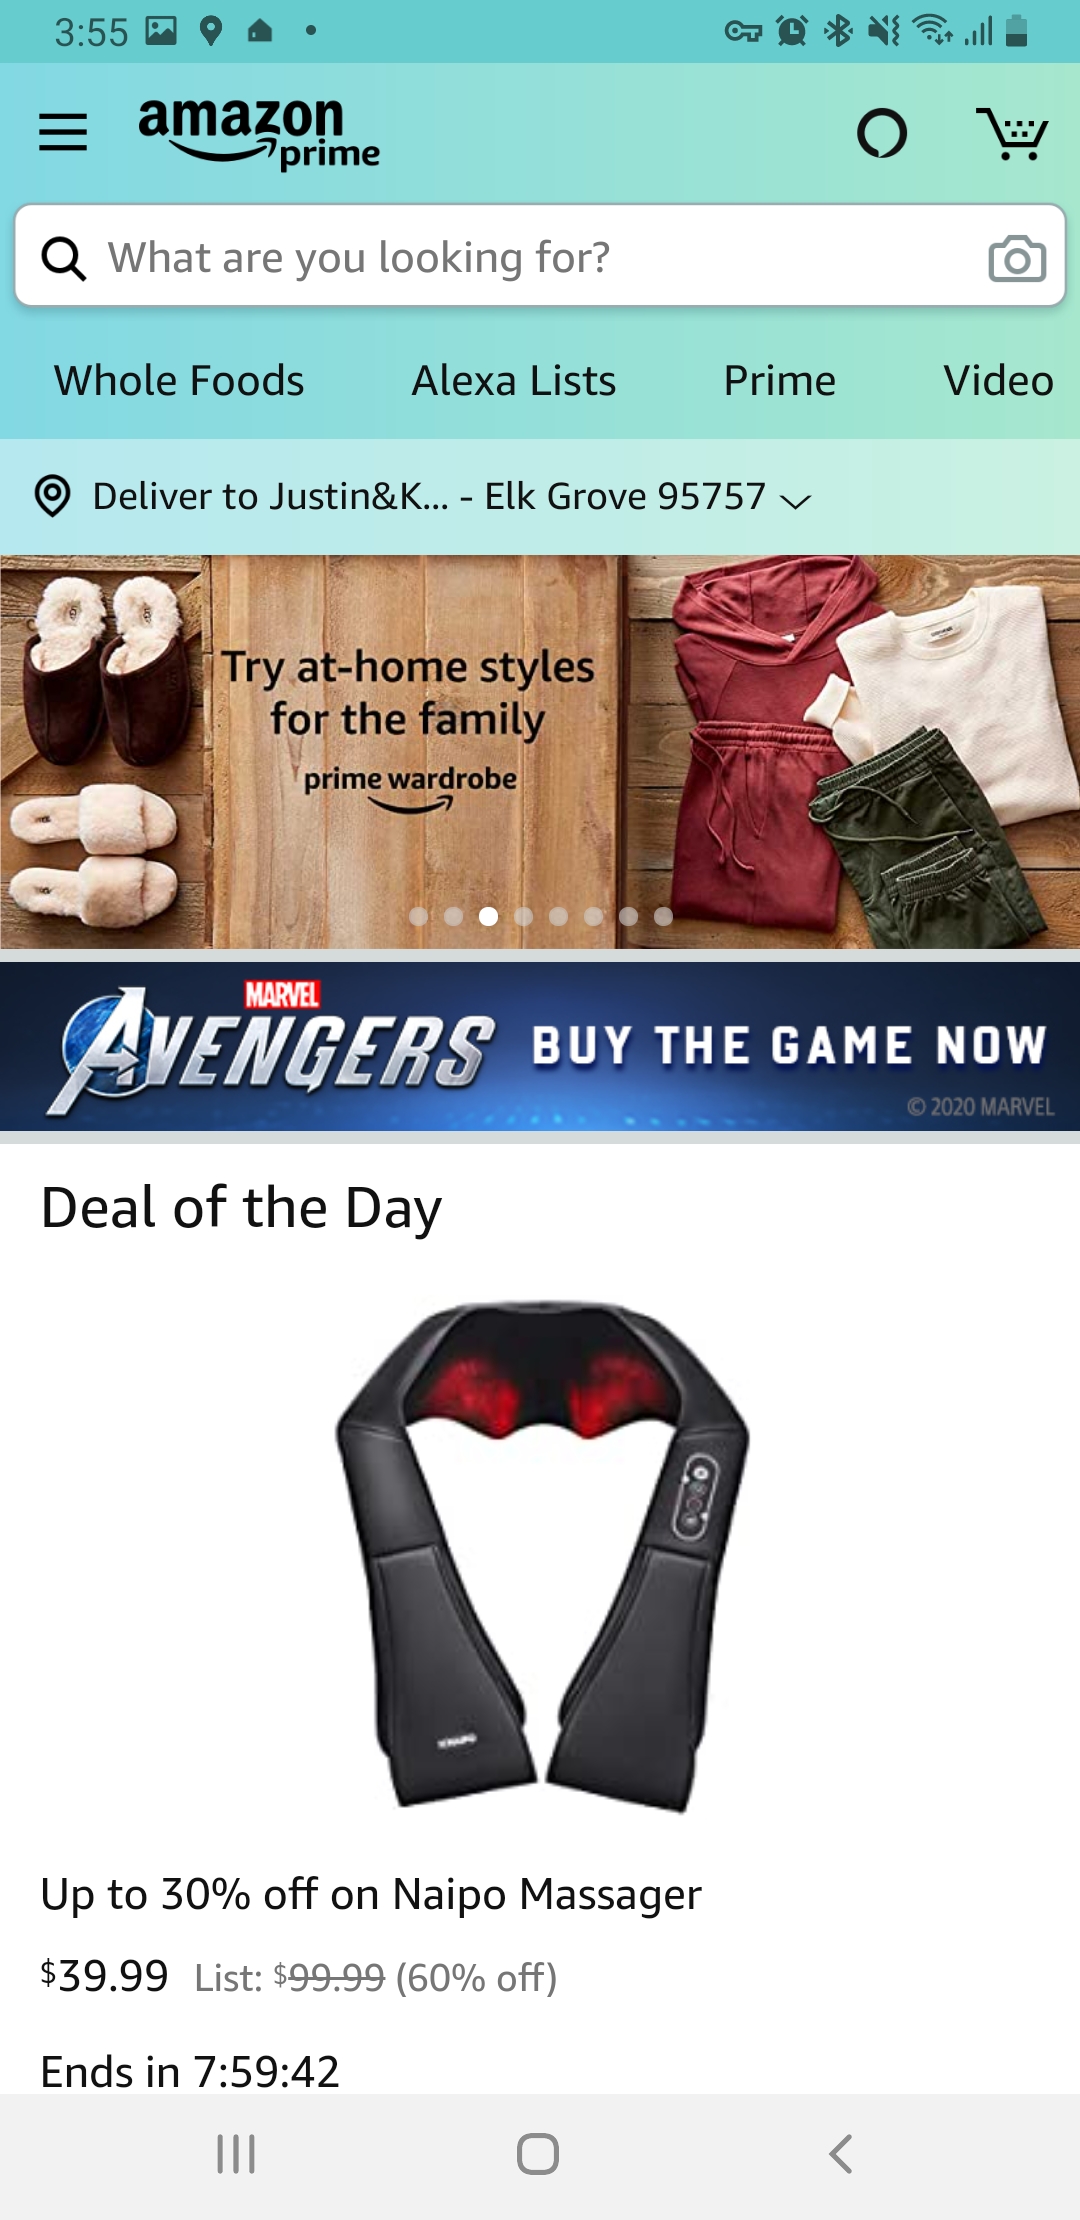 3:55
amazon
prime
What are you looking for?
Whole Foods Alexa Lists Prime Video
Deliver to Justin&K... - Elk Grove 95757
Try at-home styles
for the family
prime wardrobe
MARVEL
AVENGERS BUY THE GAME NOW
© 2020 MARVEL
Deal of the Day
NAIPO
Up to 30% off on Naipo Massager
$39.99 List: $99.99 (60% off)
Ends in 7:59:42